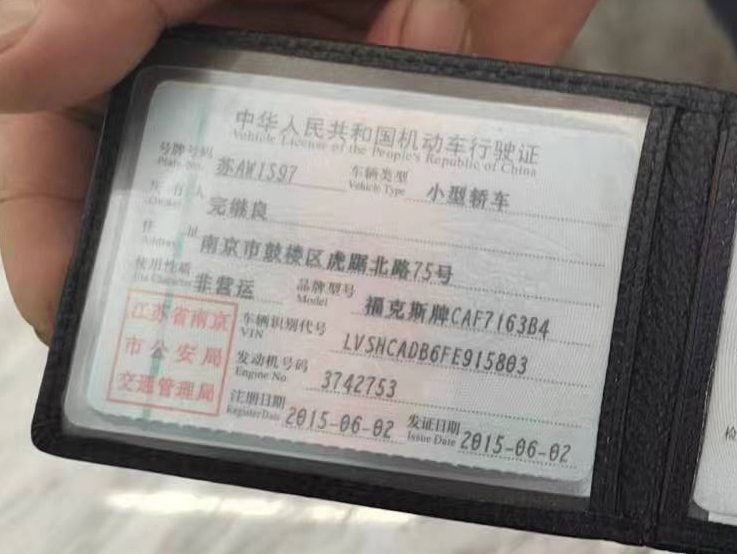 中华人民共和国机动车行驶证
Vehicle License of the People's Republic of China
号牌号码 苏AW1S97 车辆类型 小型轿车
Plate No. Vehicle Type
所有人 完继良
Owner
住址 南京市鼓楼区虎踞北路75号
Address
使用性质 非营运 品牌型号 福克斯牌CAF7163B4
Use Character Model
江苏省南京
市公安局
交通管理局
车辆识别代号 LVSHCADB6FE915803
VIN
发动机号码 3742753
Engine No.
注册日期 2015-06-02 发证日期 2015-06-02
Register Date Issue Date
检